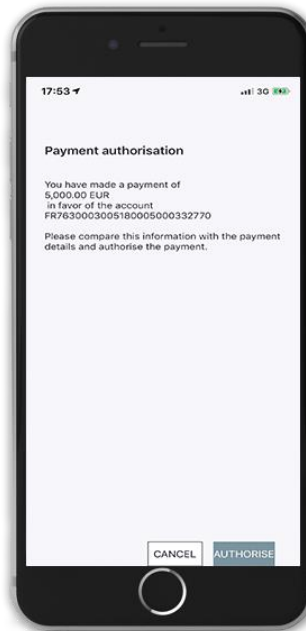 17:53
3G
Payment authorisation
You have made a payment of
5,000.00 EUR
in favor of the account
FR7630003005180005000332770
Please compare this information with the payment
details and authorise the payment.
CANCEL
AUTHORISE